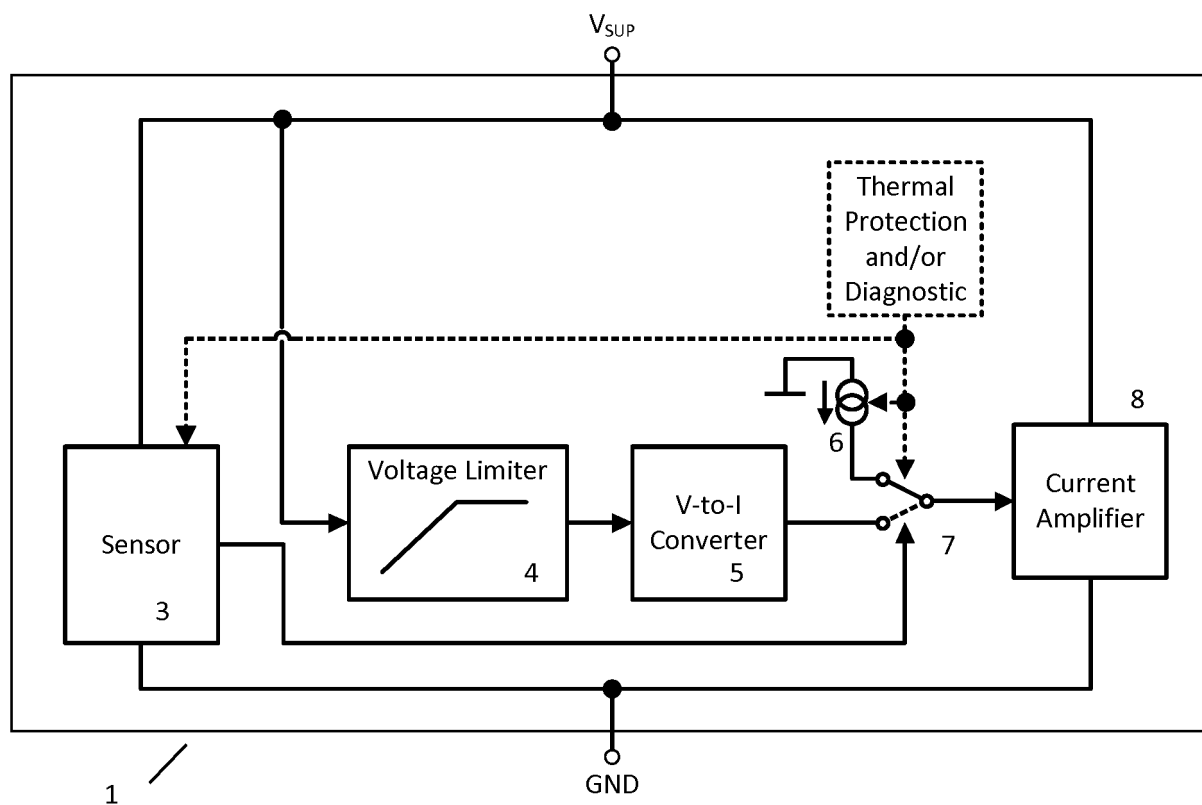 VSUP
Thermal
Protection
and/or
Diagnostic
8
6
Voltage Limiter
Current
Amplifier
V-to-I
Converter
Sensor
7
4
5
3
GND
1